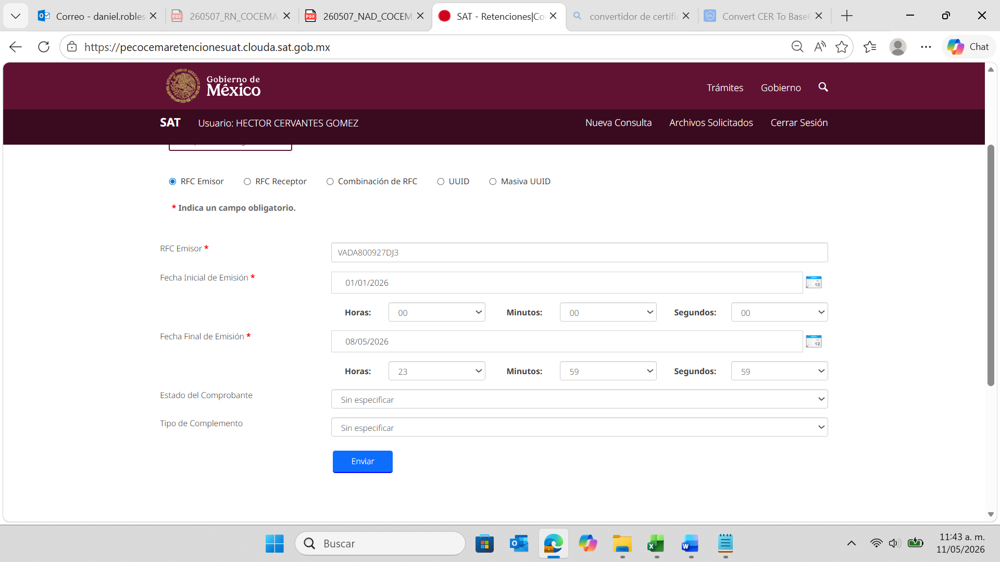 Correo - daniel.robles
260507_RN_COCEMA
260507_NAD_COCEM
SAT - Retenciones|Co
convertidor de certific
Convert CER To Base6
https://pecocemaretencionesuat.clouda.sat.gob.mx
Chat
Gobierno de
México
Trámites
Gobierno
SAT
Usuario: HECTOR CERVANTES GOMEZ
Nueva Consulta
Archivos Solicitados
Cerrar Sesión
RFC Emisor
RFC Receptor
Combinación de RFC
UUID
Masiva UUID
* Indica un campo obligatorio.
RFC Emisor *
VADA800927DJ3
Fecha Inicial de Emisión *
01/01/2026
Horas:
00
Minutos:
00
Segundos:
00
Fecha Final de Emisión *
08/05/2026
Horas:
23
Minutos:
59
Segundos:
59
Estado del Comprobante
Sin especificar
Tipo de Complemento
Sin especificar
Enviar
Buscar
11:43 a. m.
11/05/2026